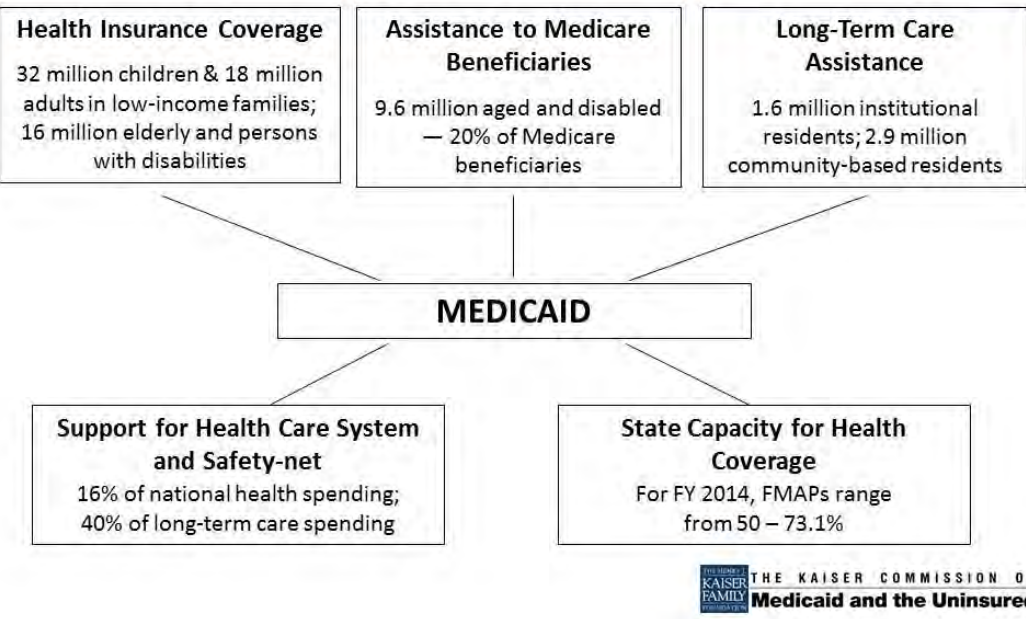 Health Insurance Coverage
32 million children & 18 million
adults in low-income families;
16 million elderly and persons
with disabilities
Assistance to Medicare
Beneficiaries
9.6 million aged and disabled
— 20% of Medicare
beneficiaries
Long-Term Care
Assistance
1.6 million institutional
residents; 2.9 million
community-based residents
MEDICAID
Support for Health Care System
and Safety-net
16% of national health spending;
40% of long-term care spending
State Capacity for Health
Coverage
For FY 2014, FMAPs range
from 50 – 73.1%
THE HENRY J.
KAISER
FAMILY
FOUNDATION
THE KAISER COMMISSION O
Medicaid and the Uninsured